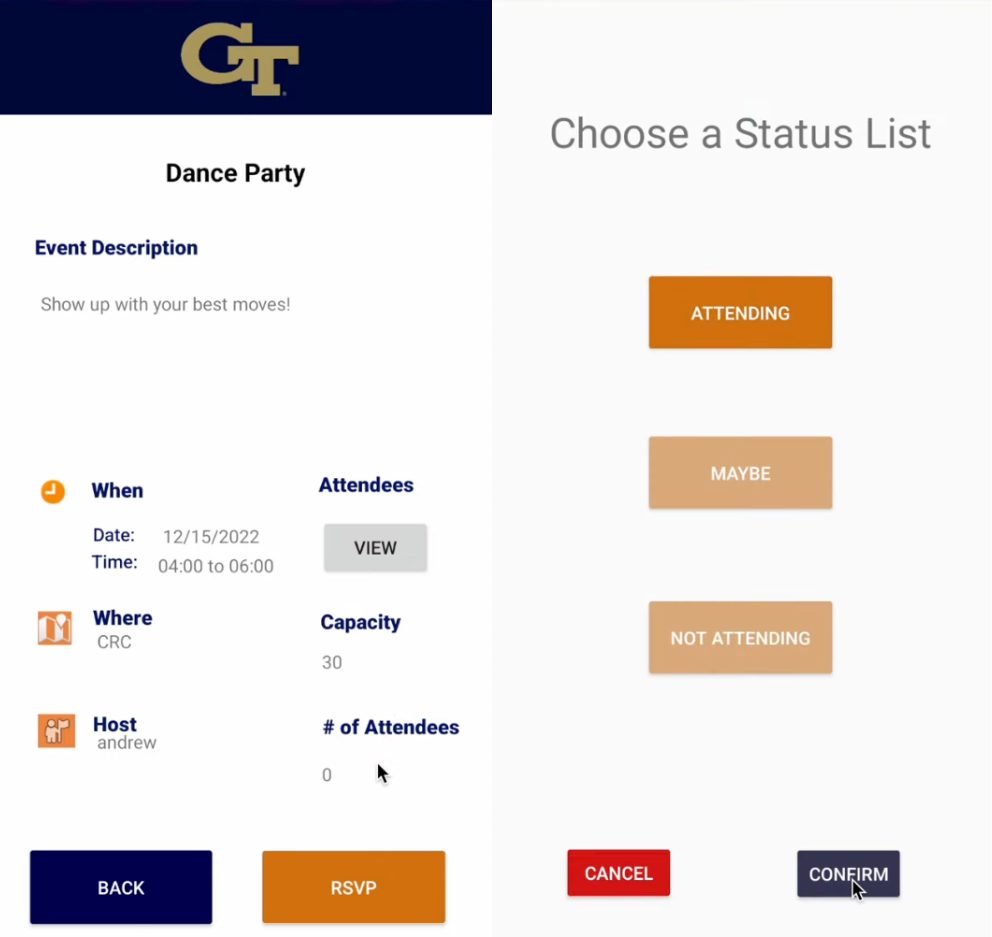 GT
Dance Party
Event Description
Show up with your best moves!
When
Date: 12/15/2022
Time: 04:00 to 06:00
Attendees
VIEW
Where
CRC
Capacity
30
Host
andrew
# of Attendees
0
BACK
RSVP
Choose a Status List
ATTENDING
MAYBE
NOT ATTENDING
CANCEL
CONFIRM